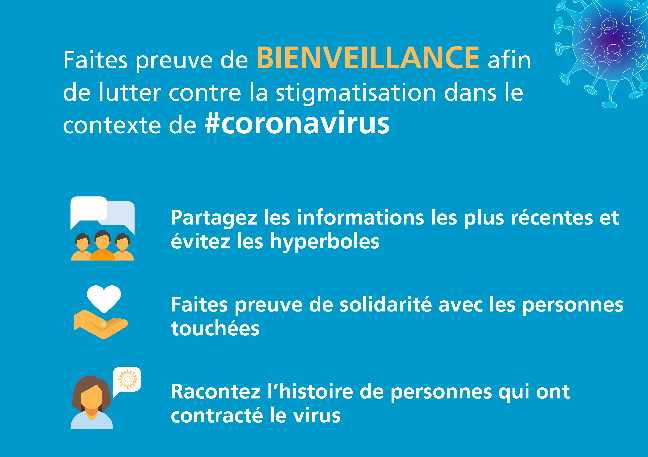 Faites preuve de BIENVEILLANCE afin
de lutter contre la stigmatisation dans le
contexte de #coronavirus
Partagez les informations les plus récentes et
évitez les hyperboles
Faites preuve de solidarité avec les personnes
touchées
Racontez l'histoire de personnes qui ont
contracté le virus